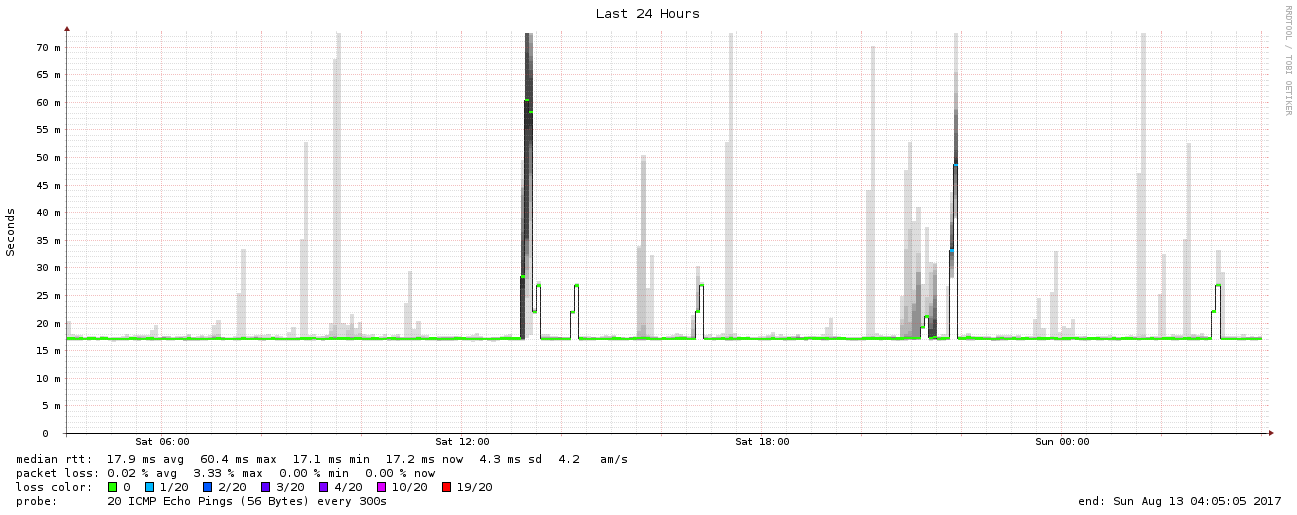 Last 24 Hours
RRDTOOL / TOBI OETIKER
Seconds
70 m
65 m
60 m
55 m
50 m
45 m
40 m
35 m
30 m
25 m
20 m
15 m
10 m
5 m
0
Sat 06:00 Sat 12:00 Sat 18:00 Sun 00:00
median rtt: 17.9 ms avg 60.4 ms max 17.1 ms min 17.2 ms now 4.3 ms sd 4.2 am/s
packet loss: 0.02 % avg 3.33 % max 0.00 % min 0.00 % now
loss color: 0 1/20 2/20 3/20 4/20 10/20 19/20
probe: 20 ICMP Echo Pings (56 Bytes) every 300s end: Sun Aug 13 04:05:05 2017